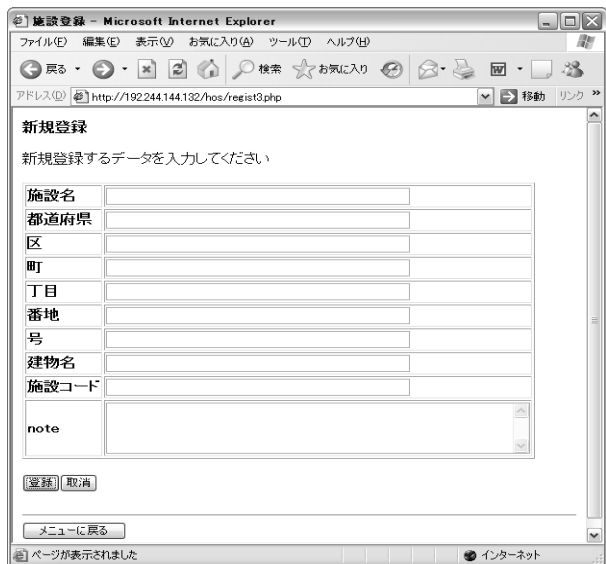 施設登録 - Microsoft Internet Explorer
ファイル(F) 編集(E) 表示(V) お気に入り(A) ツール(T) ヘルプ(H)
戻る 検索 お気に入り
アドレス(D) http://192.244.144.132/hos/regist3.php 移動 リンク »
新規登録
新規登録するデータを入力してください
施設名
都道府県
区
町
丁目
番地
号
建物名
施設コード
note
登録 取消
メニューに戻る
ページが表示されました インターネット